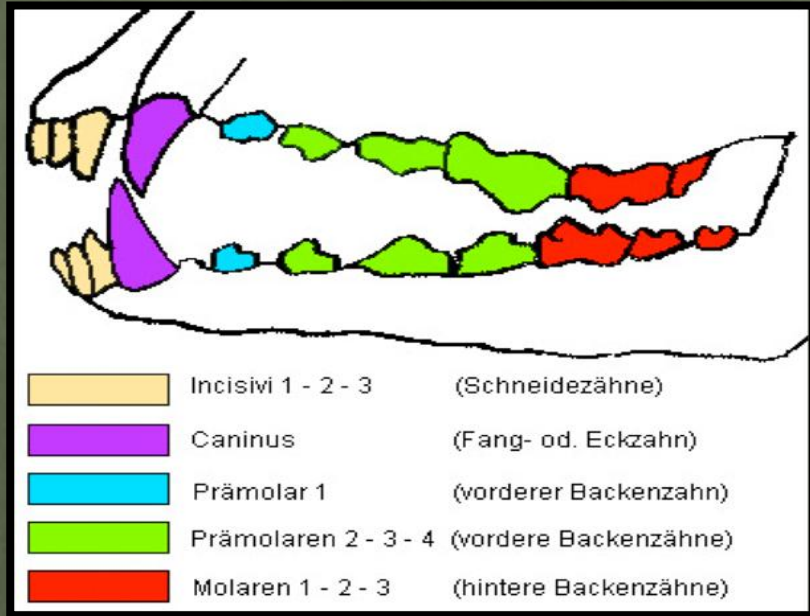 Incisivi 1 - 2 - 3 (Schneidezähne)
Caninus (Fang- od. Eckzahn)
Prämolar 1 (vorderer Backenzahn)
Prämolaren 2 - 3 - 4 (vordere Backenzähne)
Molaren 1 - 2 - 3 (hintere Backenzähne)